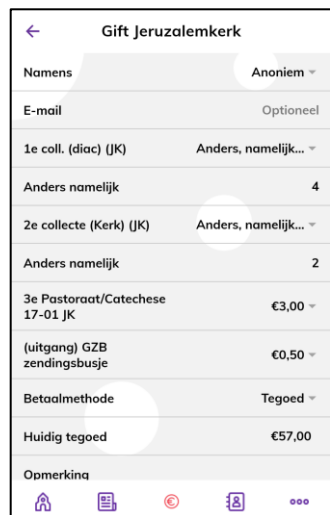 Gift Jeruzalemkerk
Namens Anoniem
E-mail Optioneel
1e coll. (diac) (JK) Anders, namelijk...
Anders namelijk 4
2e collecte (Kerk) (JK) Anders, namelijk...
Anders namelijk 2
3e Pastoraat/Catechese
17-01 JK €3,00
(uitgang) GZB
zendingsbusje €0,50
Betaalmethode Tegoed
Huidig tegoed €57,00
Opmerking